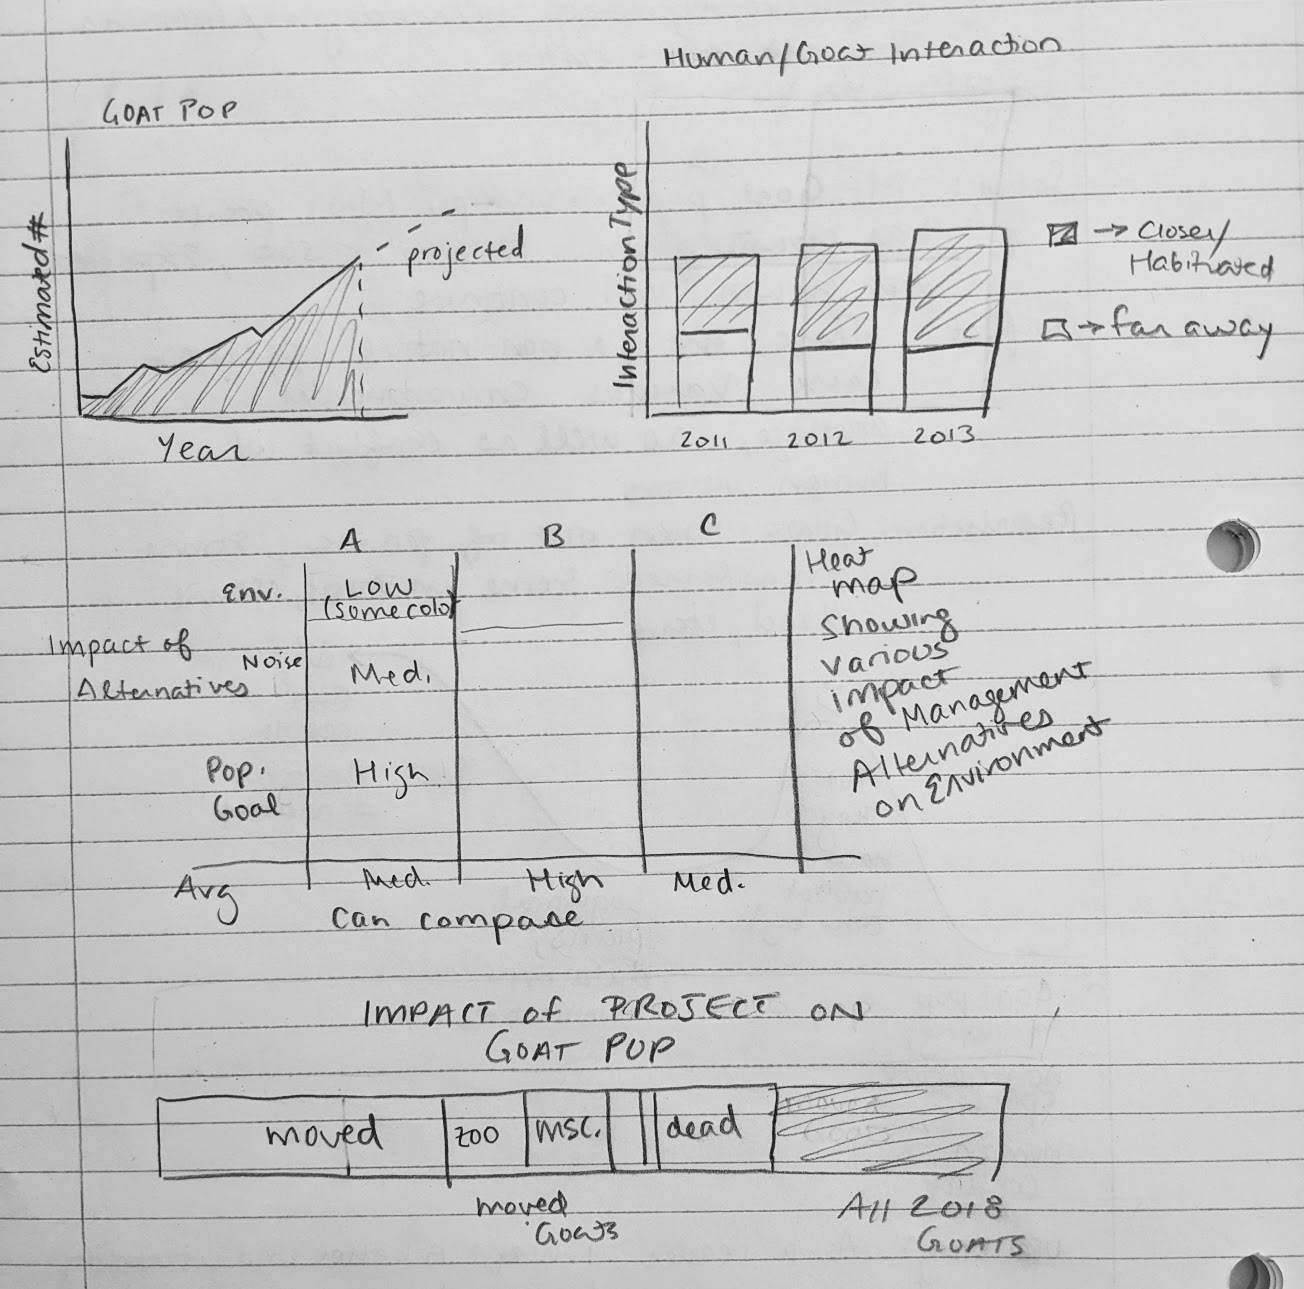 Human/Goat Interaction
GOAT POP
Estimated #
projected
Year
Interaction Type
2011 2012 2013
→ Closer/
Habituated
→ far away
A B C
Env. LOW
(some color)
Impact of
Alternatives
Noise Med.
Pop. High
Goal
Avg Med. High Med.
can compare
Heat
map
showing
various
impact
of Management
Alternatives
on Environment
IMPACT of PROJECT ON
GOAT POP
moved zoo msc. dead
moved
Goats
All 2018
GOATS